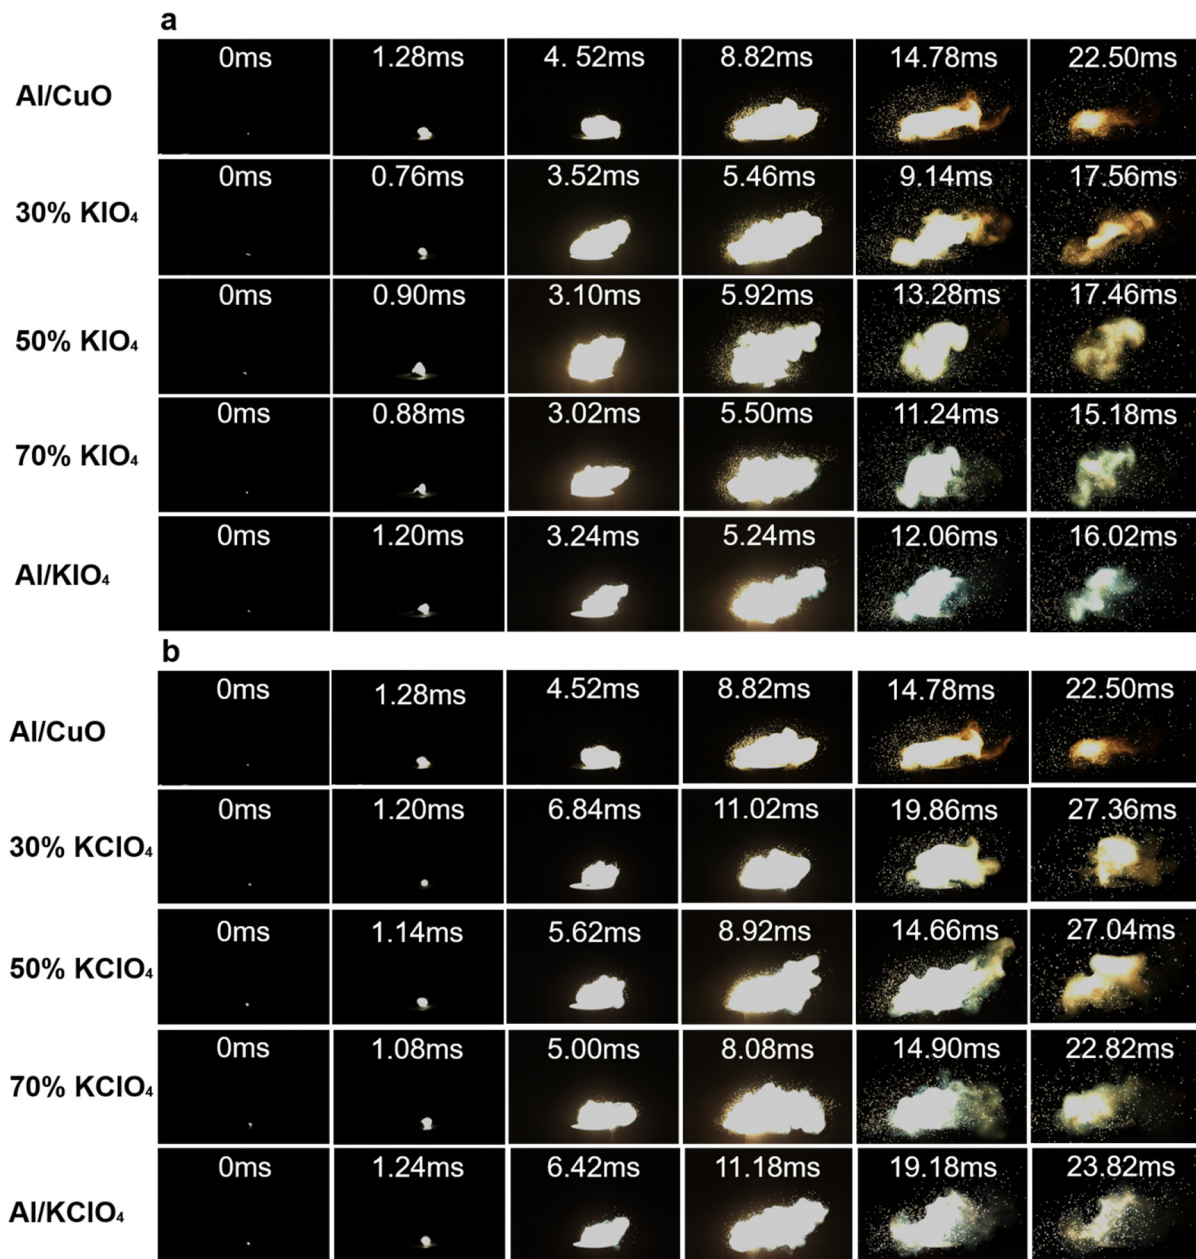 a
Al/CuO 0ms 1.28ms 4. 52ms 8.82ms 14.78ms 22.50ms
30% KIO₄ 0ms 0.76ms 3.52ms 5.46ms 9.14ms 17.56ms
50% KIO₄ 0ms 0.90ms 3.10ms 5.92ms 13.28ms 17.46ms
70% KIO₄ 0ms 0.88ms 3.02ms 5.50ms 11.24ms 15.18ms
Al/KIO₄ 0ms 1.20ms 3.24ms 5.24ms 12.06ms 16.02ms
b
Al/CuO 0ms 1.28ms 4.52ms 8.82ms 14.78ms 22.50ms
30% KClO₄ 0ms 1.20ms 6.84ms 11.02ms 19.86ms 27.36ms
50% KClO₄ 0ms 1.14ms 5.62ms 8.92ms 14.66ms 27.04ms
70% KClO₄ 0ms 1.08ms 5.00ms 8.08ms 14.90ms 22.82ms
Al/KClO₄ 0ms 1.24ms 6.42ms 11.18ms 19.18ms 23.82ms